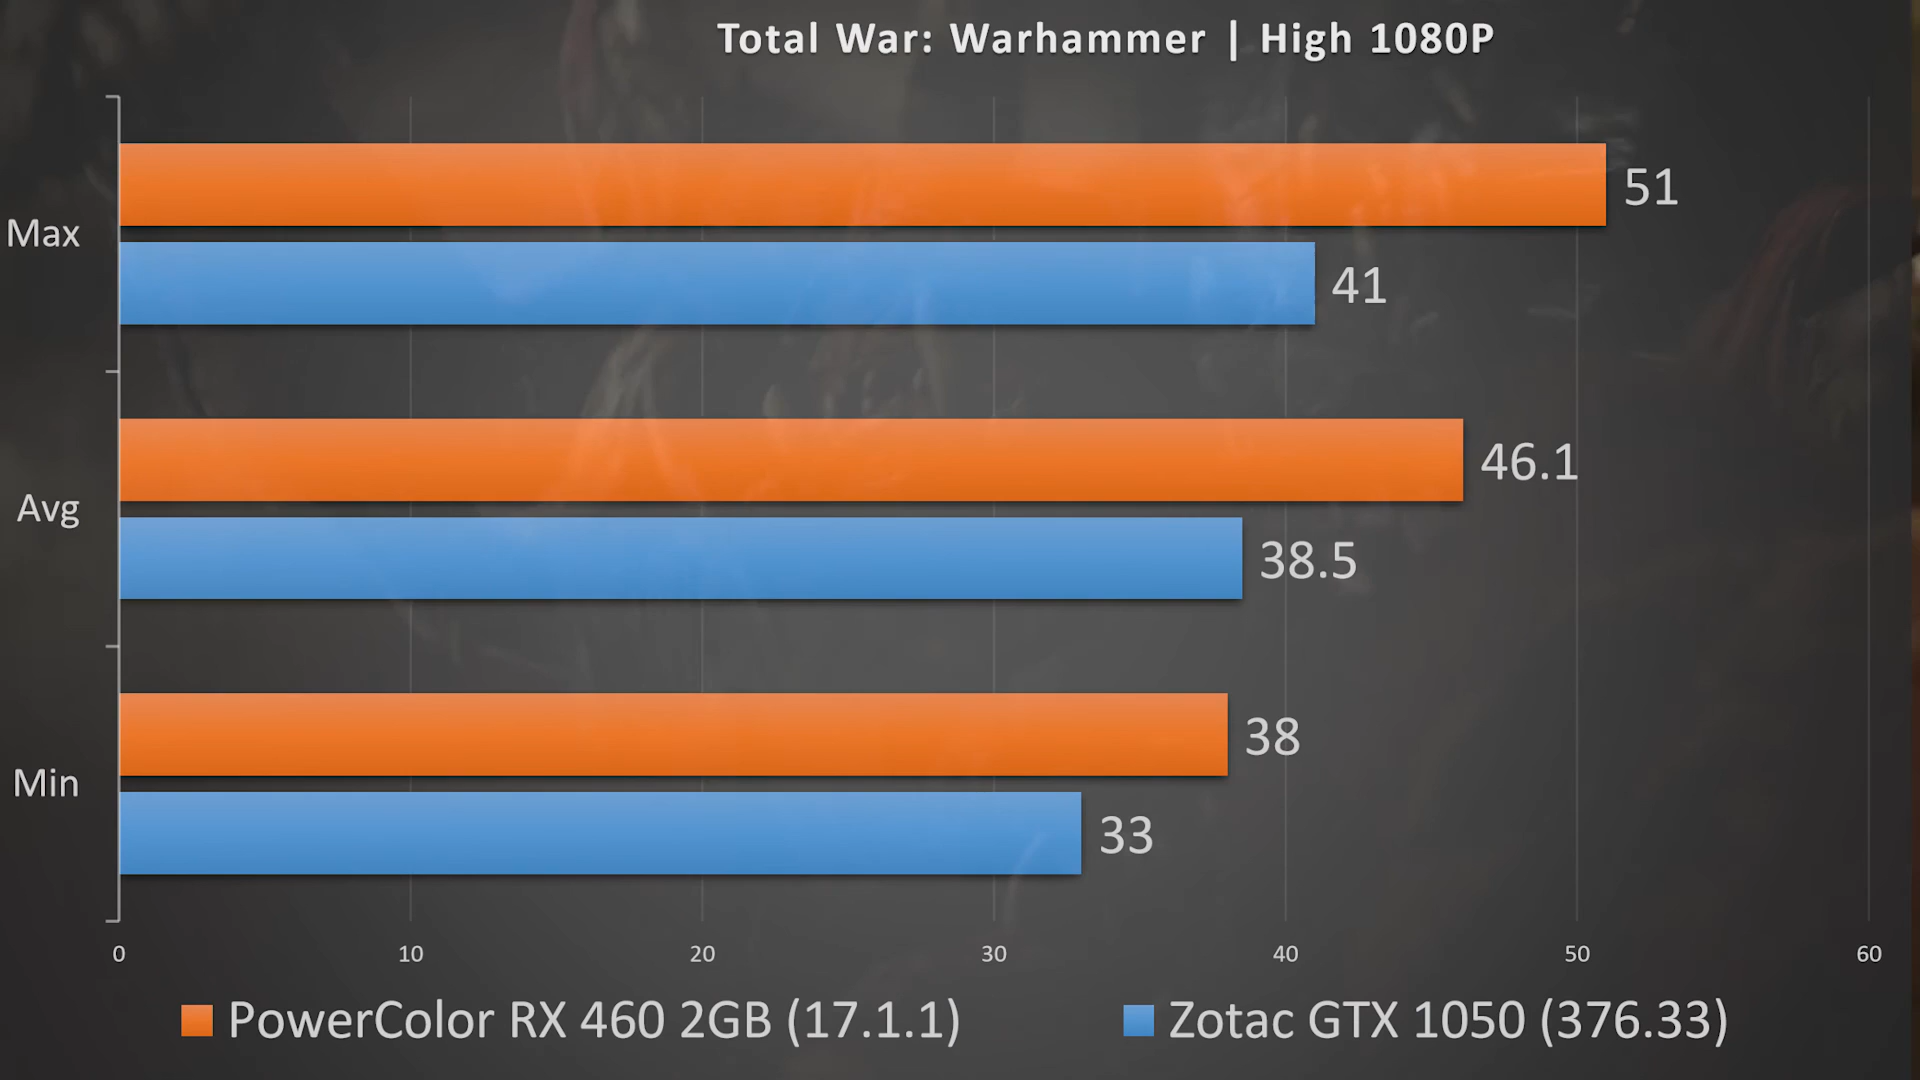 Total War: Warhammer | High 1080P
Max
51
41
Avg
46.1
38.5
Min
38
33
0 10 20 30 40 50 60
PowerColor RX 460 2GB (17.1.1) Zotac GTX 1050 (376.33)